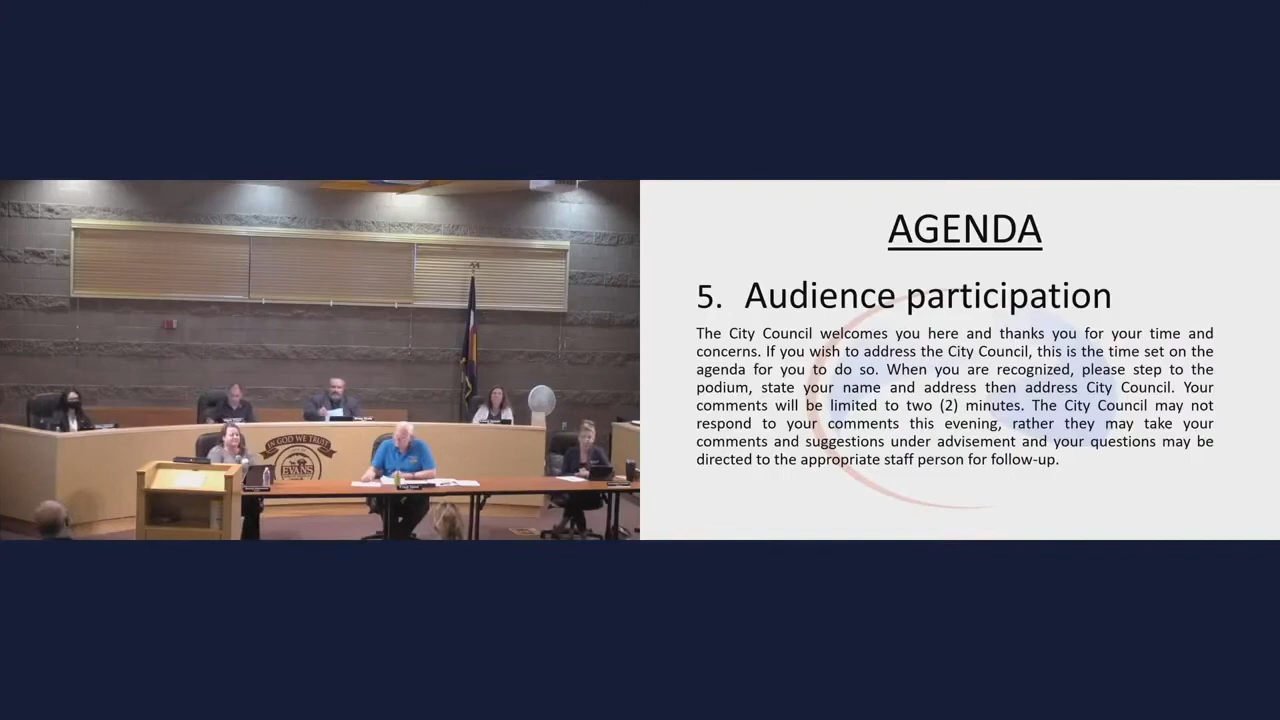 IN GOD WE TRUST
EVANS
AGENDA
5. Audience participation
The City Council welcomes you here and thanks you for your time and
concerns. If you wish to address the City Council, this is the time set on the
agenda for you to do so. When you are recognized, please step to the
podium, state your name and address then address City Council. Your
comments will be limited to two (2) minutes. The City Council may not
respond to your comments this evening, rather they may take your
comments and suggestions under advisement and your questions may be
directed to the appropriate staff person for follow-up.